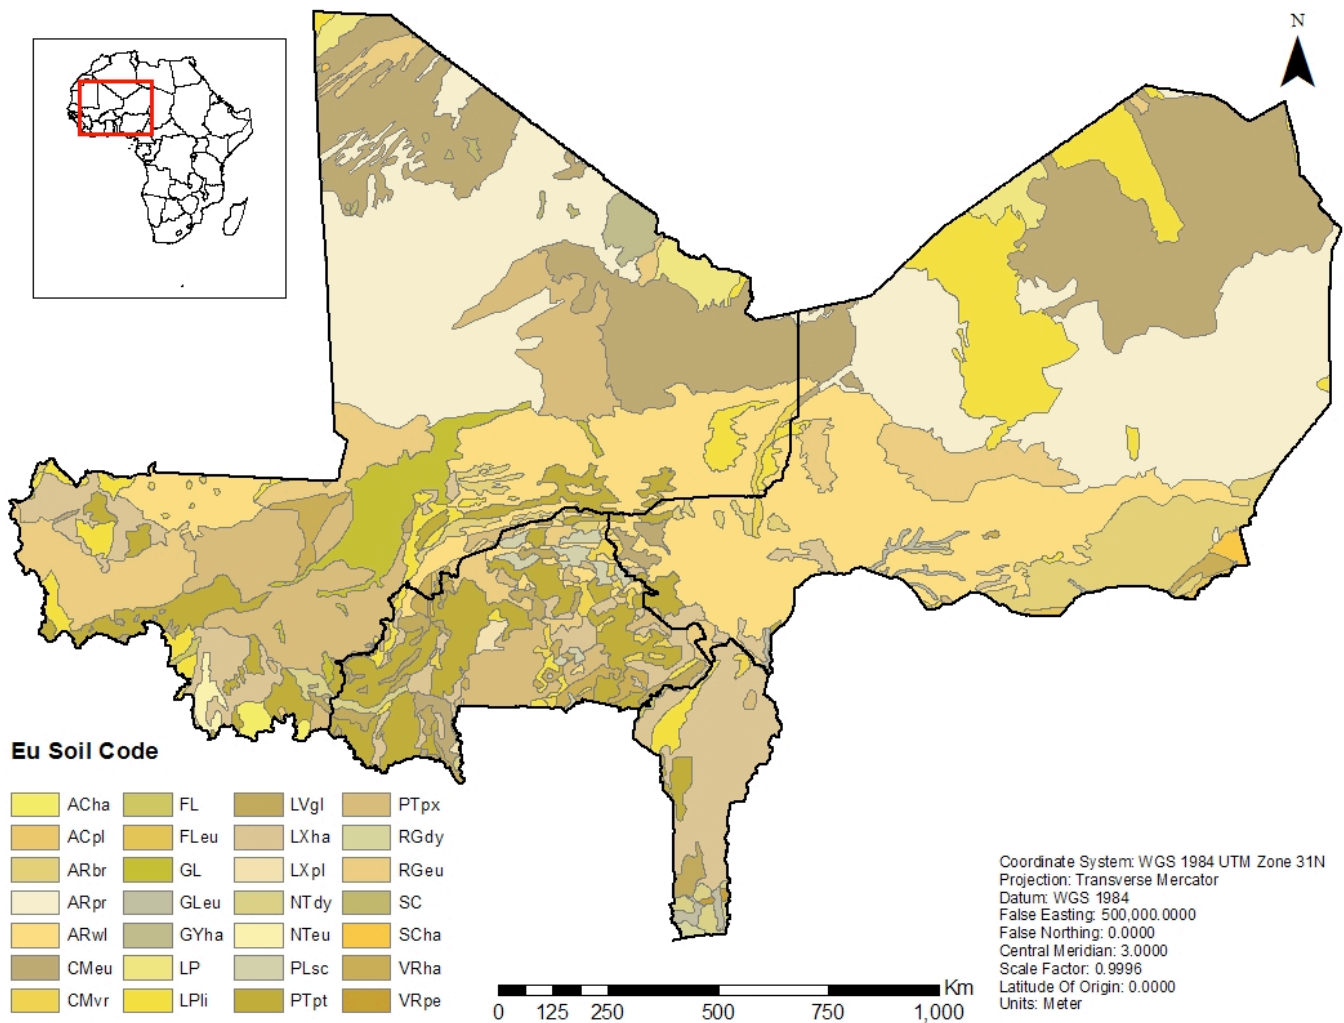 N
Eu Soil Code
ACha FL LVgl PTpx
ACpl FLeu LXha RGdy
ARbr GL LXpl RGeu
ARpr GLeu NTdy SC
ARwl GYha NTeu SCha
CMeu LP PLsc VRha
CMvr LPli PTpt VRpe
Coordinate System: WGS 1984 UTM Zone 31N
Projection: Transverse Mercator
Datum: WGS 1984
False Easting: 500,000.0000
False Northing: 0.0000
Central Meridian: 3.0000
Scale Factor: 0.9996
Latitude Of Origin: 0.0000
Units: Meter
Km
0 125 250 500 750 1,000